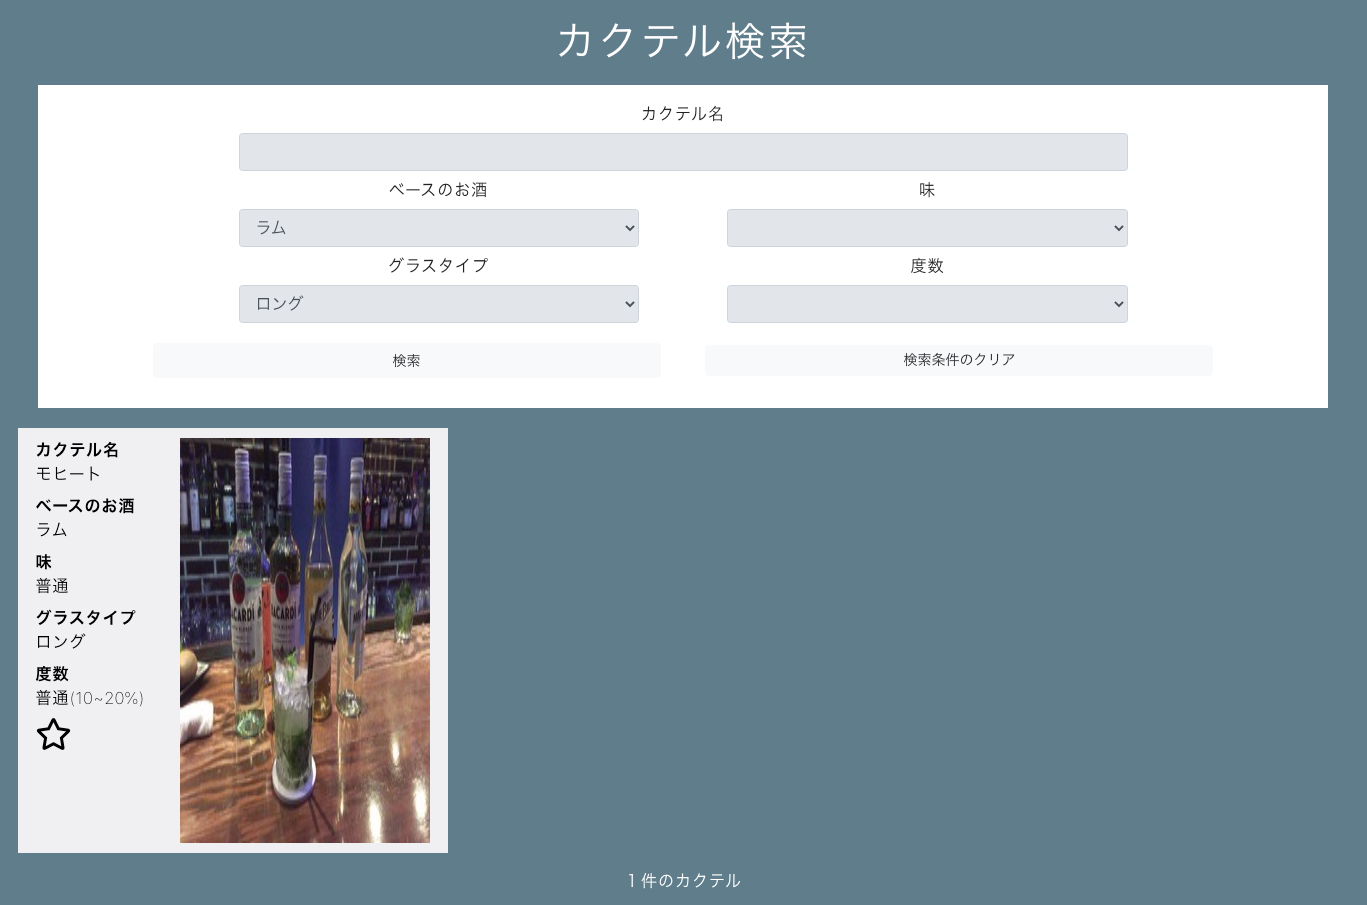 カクテル検索
カクテル名
ベースのお酒
味
ラム
グラスタイプ
度数
ロング
検索
検索条件のクリア
カクテル名
モヒート
ベースのお酒
ラム
味
普通
グラスタイプ
ロング
度数
普通(10~20%)
1 件のカクテル